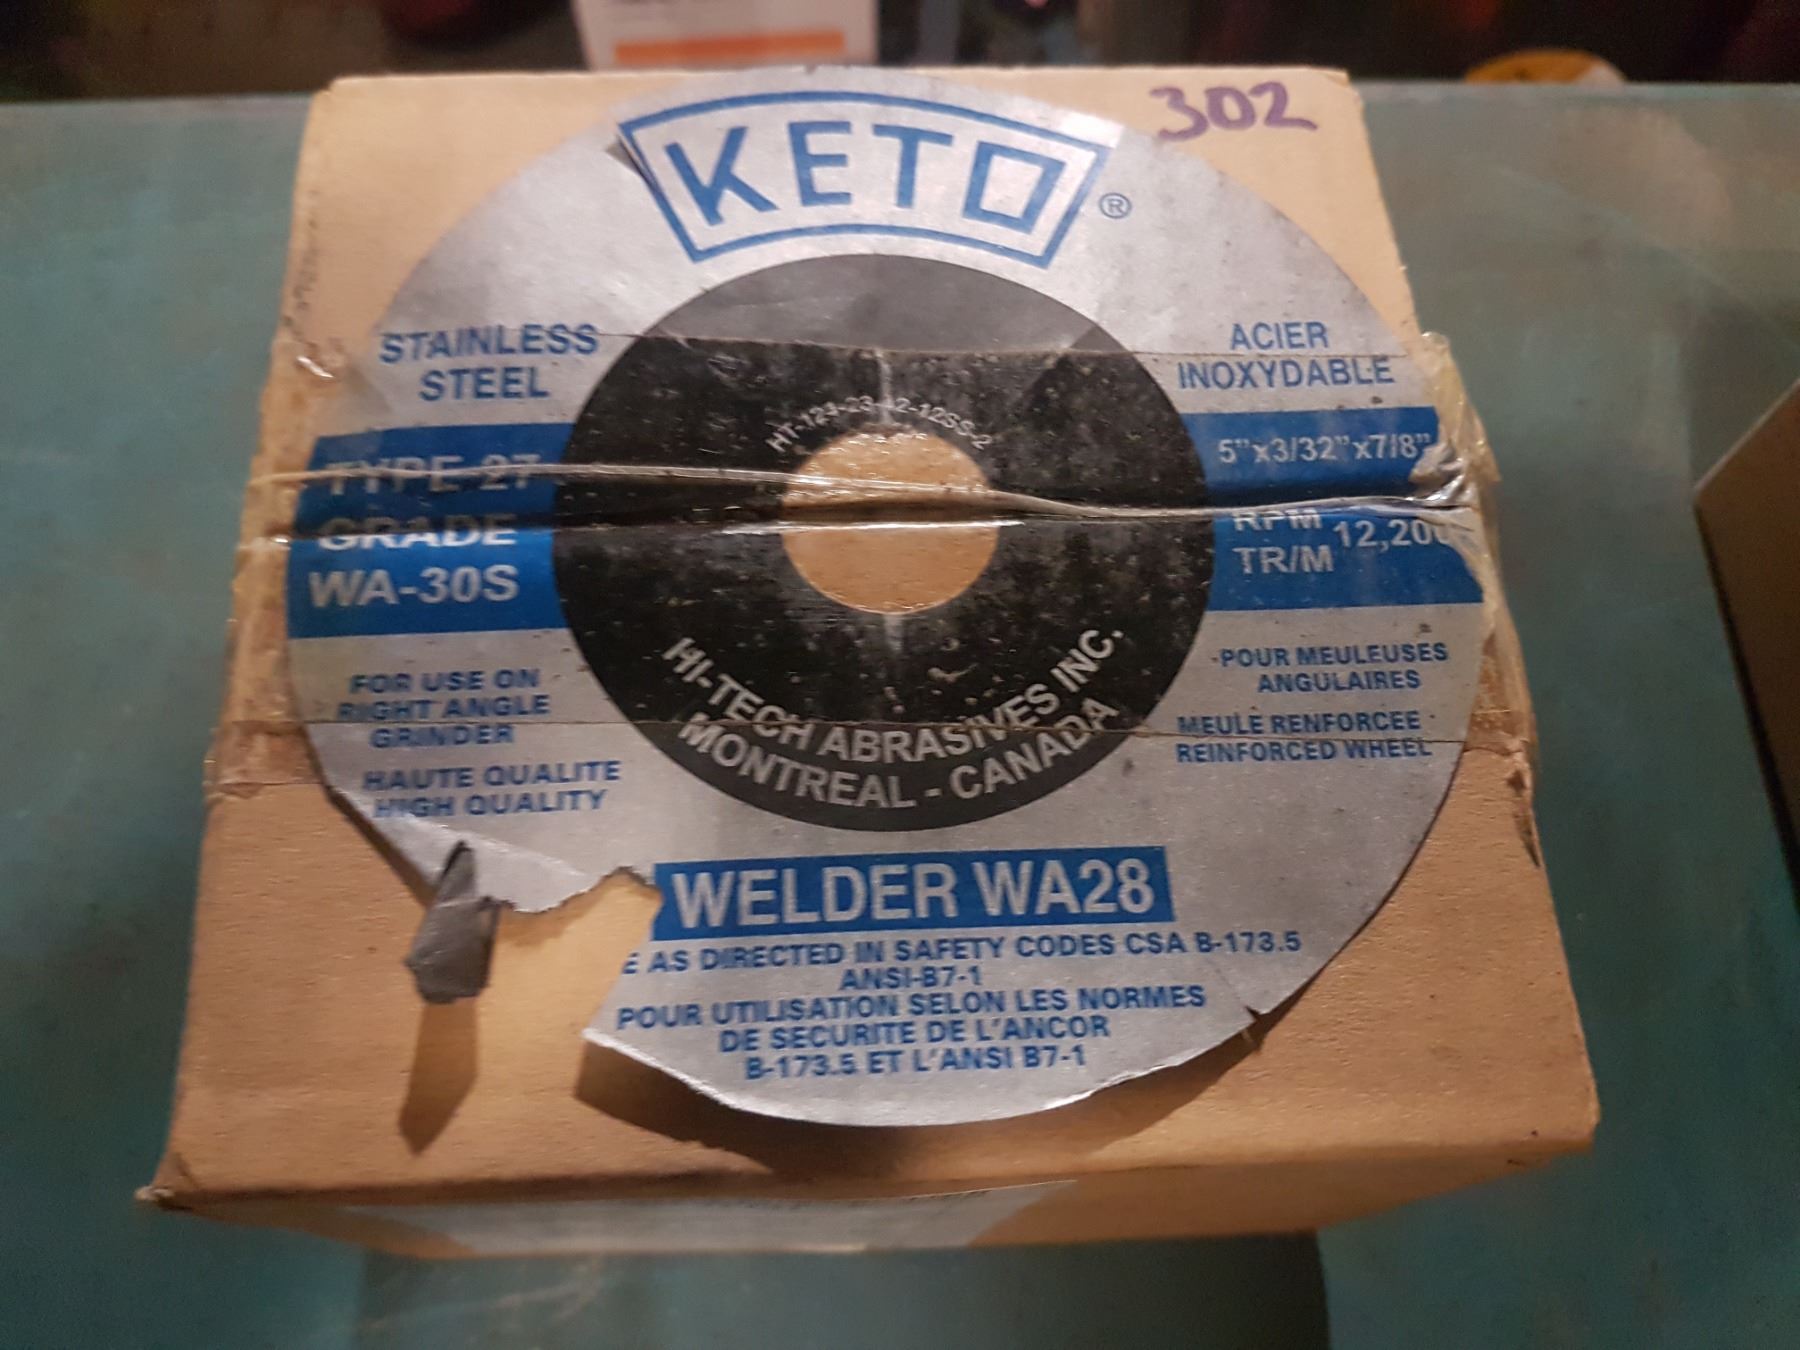 302
KETO®
STAINLESS
STEEL
ACIER
INOXYDABLE
TYPE 27
GRADE
WA-30S
5"x3/32"x7/8"
RPM 12,200
TR/M
FOR USE ON
RIGHT ANGLE
GRINDER
HAUTE QUALITE
HIGH QUALITY
POUR MEULEUSES
ANGULAIRES
MEULE RENFORCEE
REINFORCED WHEEL
HI-TECH ABRASIVES INC.
MONTREAL - CANADA
WELDER WA28
E AS DIRECTED IN SAFETY CODES CSA B-173.5
ANSI-B7-1
POUR UTILISATION SELON LES NORMES
DE SECURITE DE L'ANCOR
B-173.5 ET L'ANSI B7-1